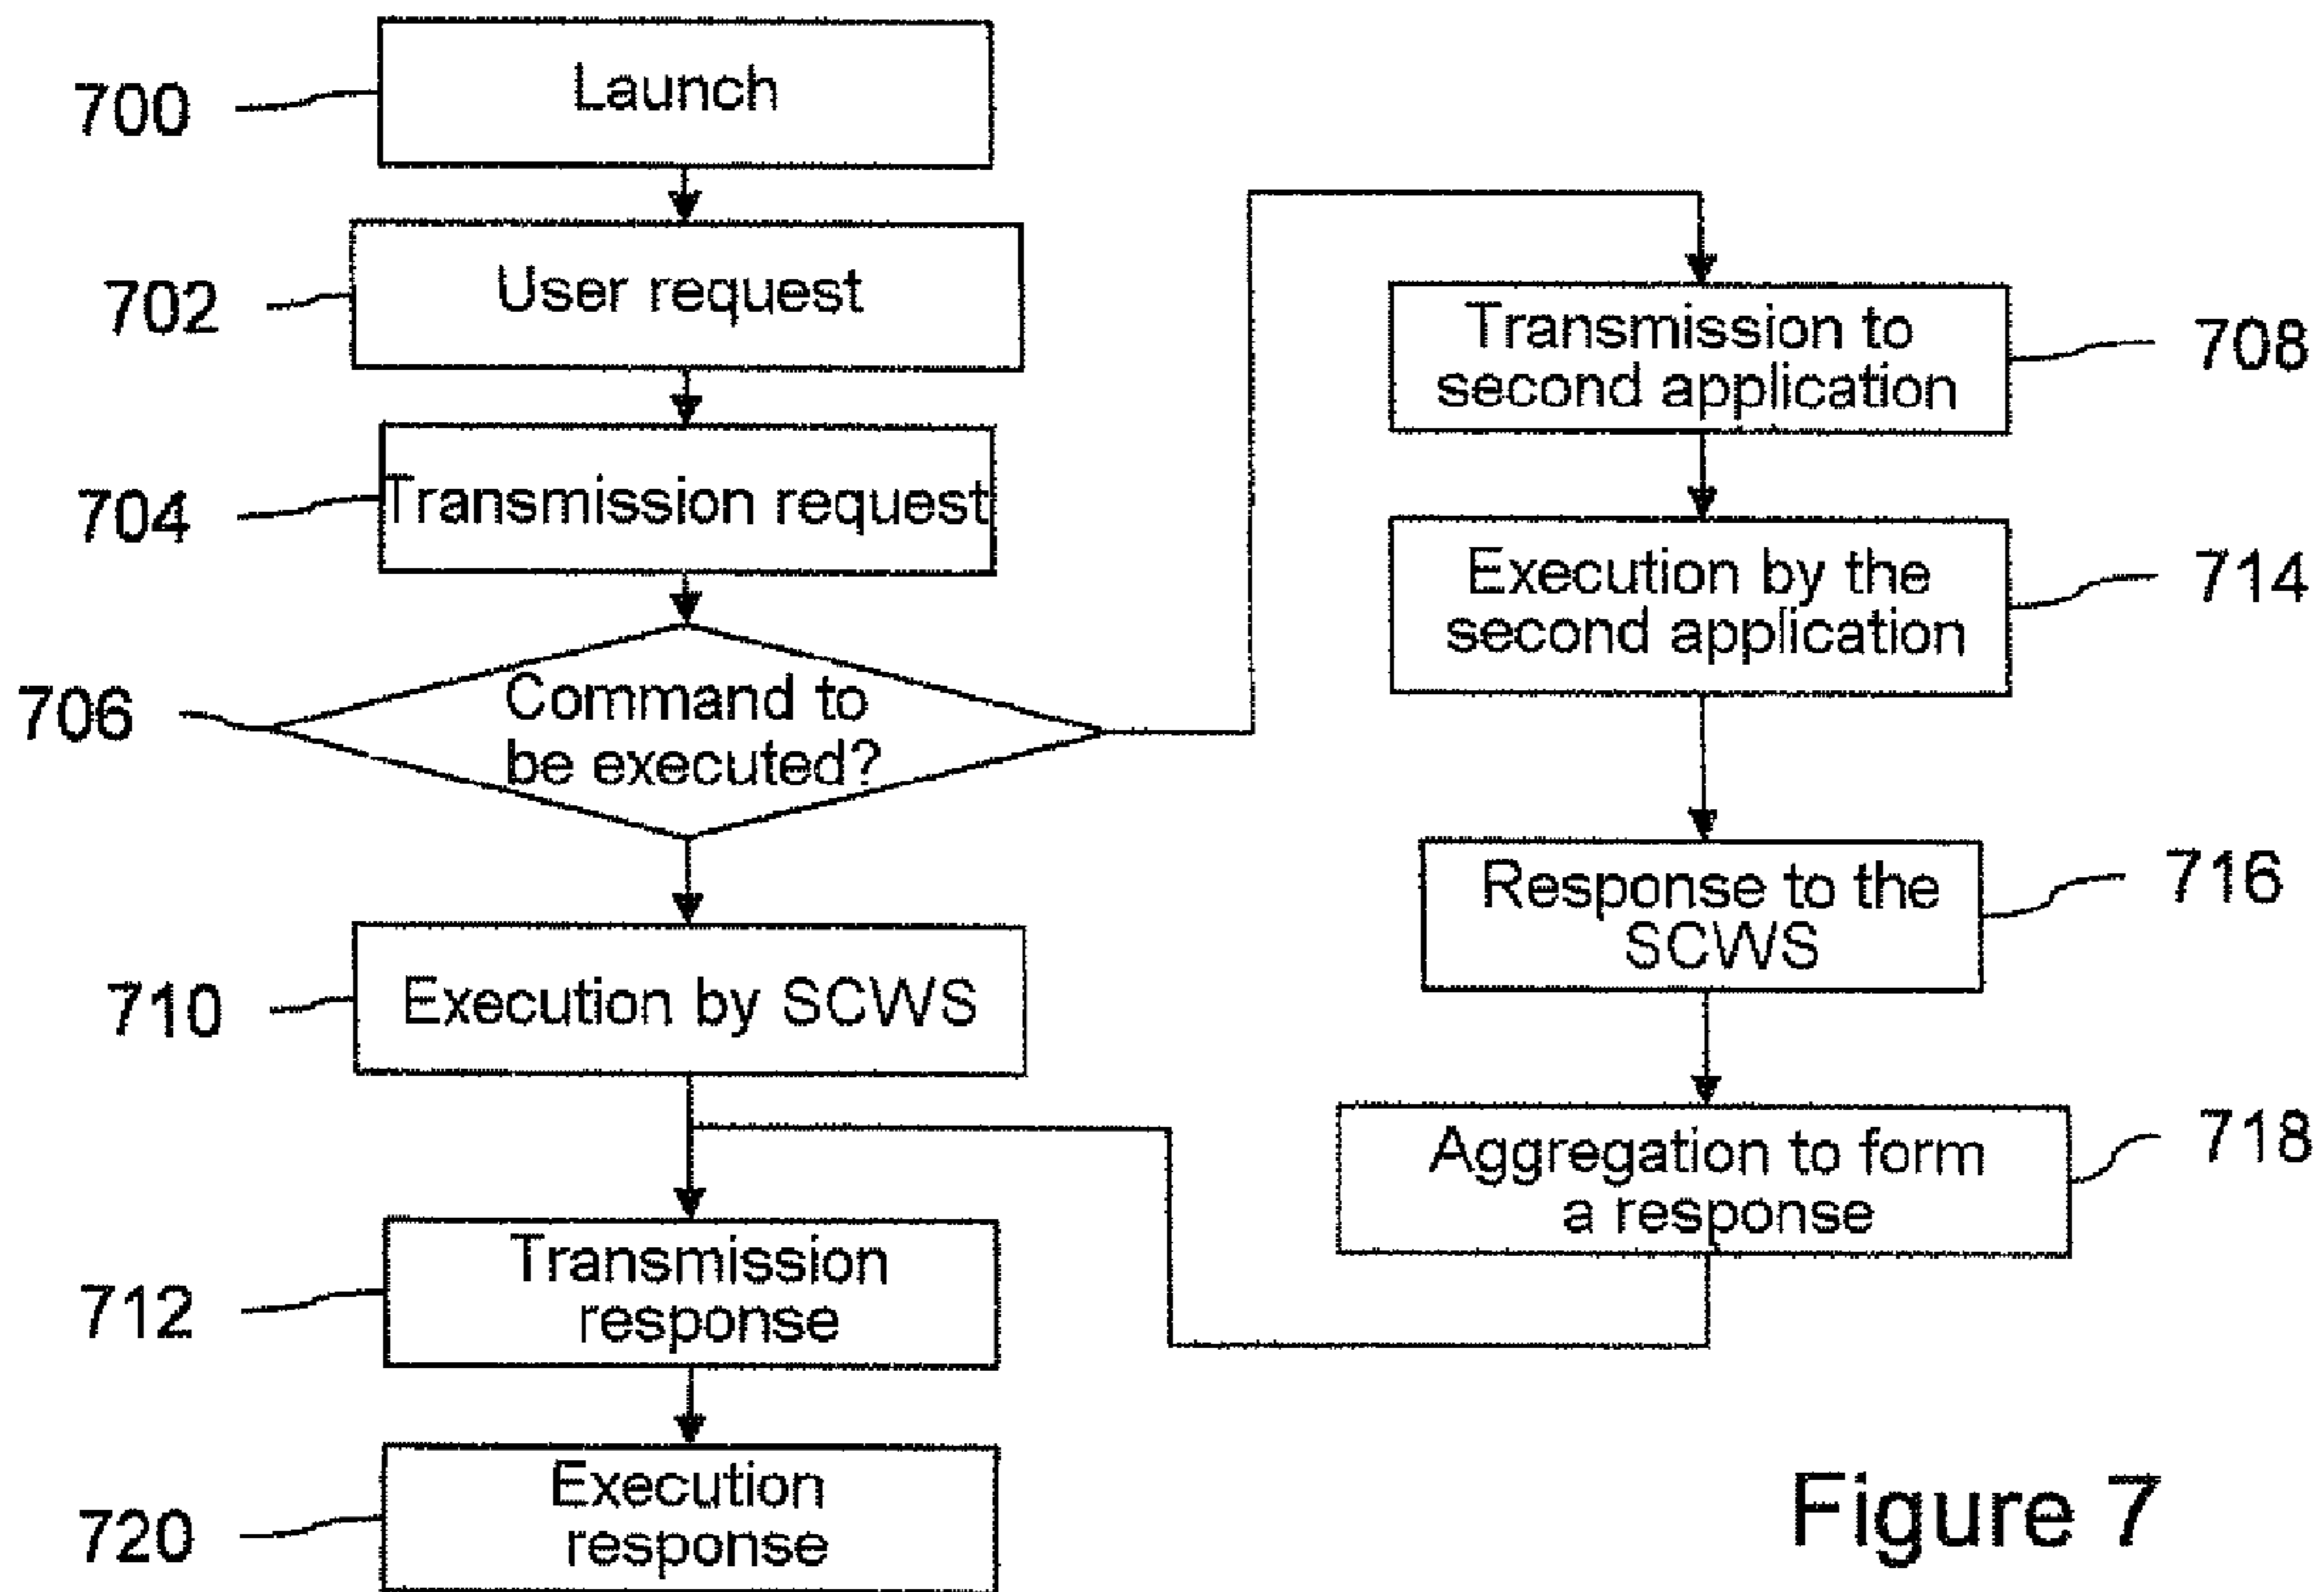 700
Launch
702
User request
704
Transmission request
706
Command to
be executed?
710
Execution by SCWS
712
Transmission
response
720
Execution
response
Transmission to
second application
708
Execution by the
second application
714
Response to the
SCWS
716
Aggregation to form
a response
718
Figure 7